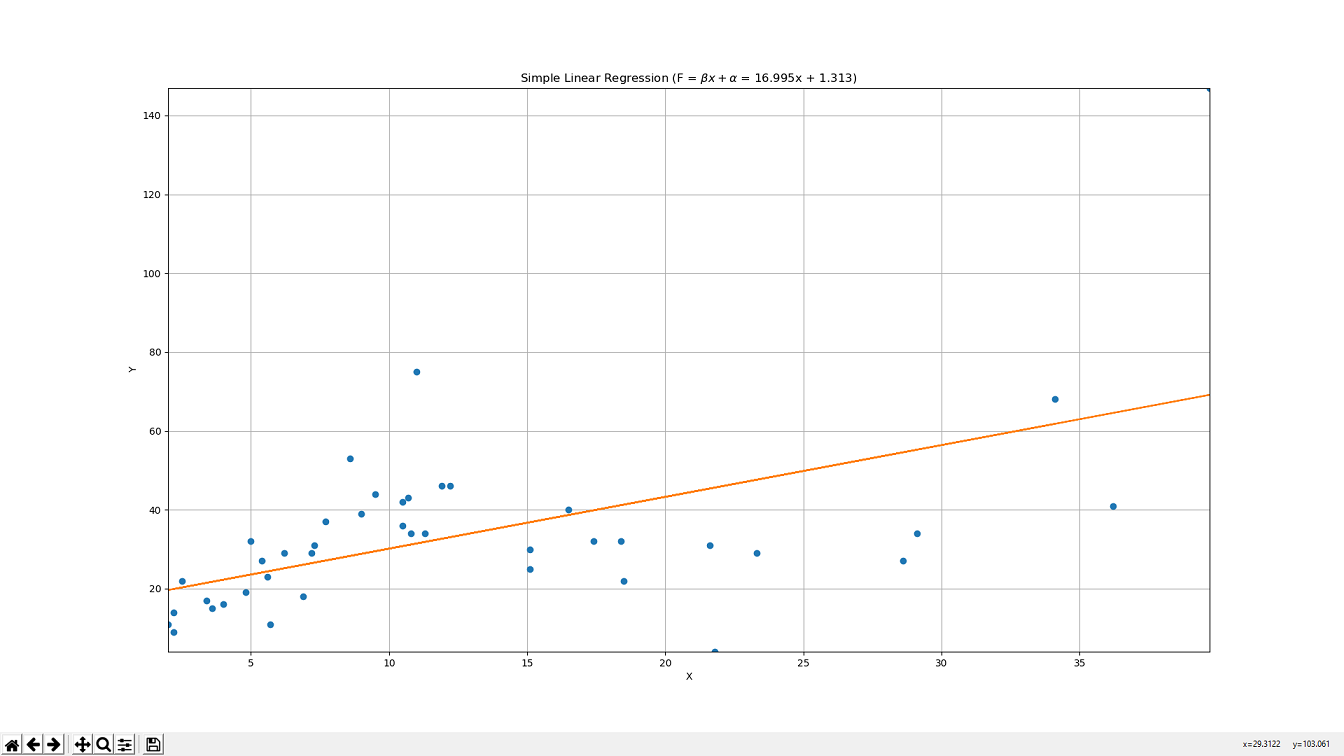 Simple Linear Regression (F = βx + α = 16.995x + 1.313)
140
120
100
80
60
40
20
Y
5 10 15 20 25 30 35
X
x=29.3122 y=103.061